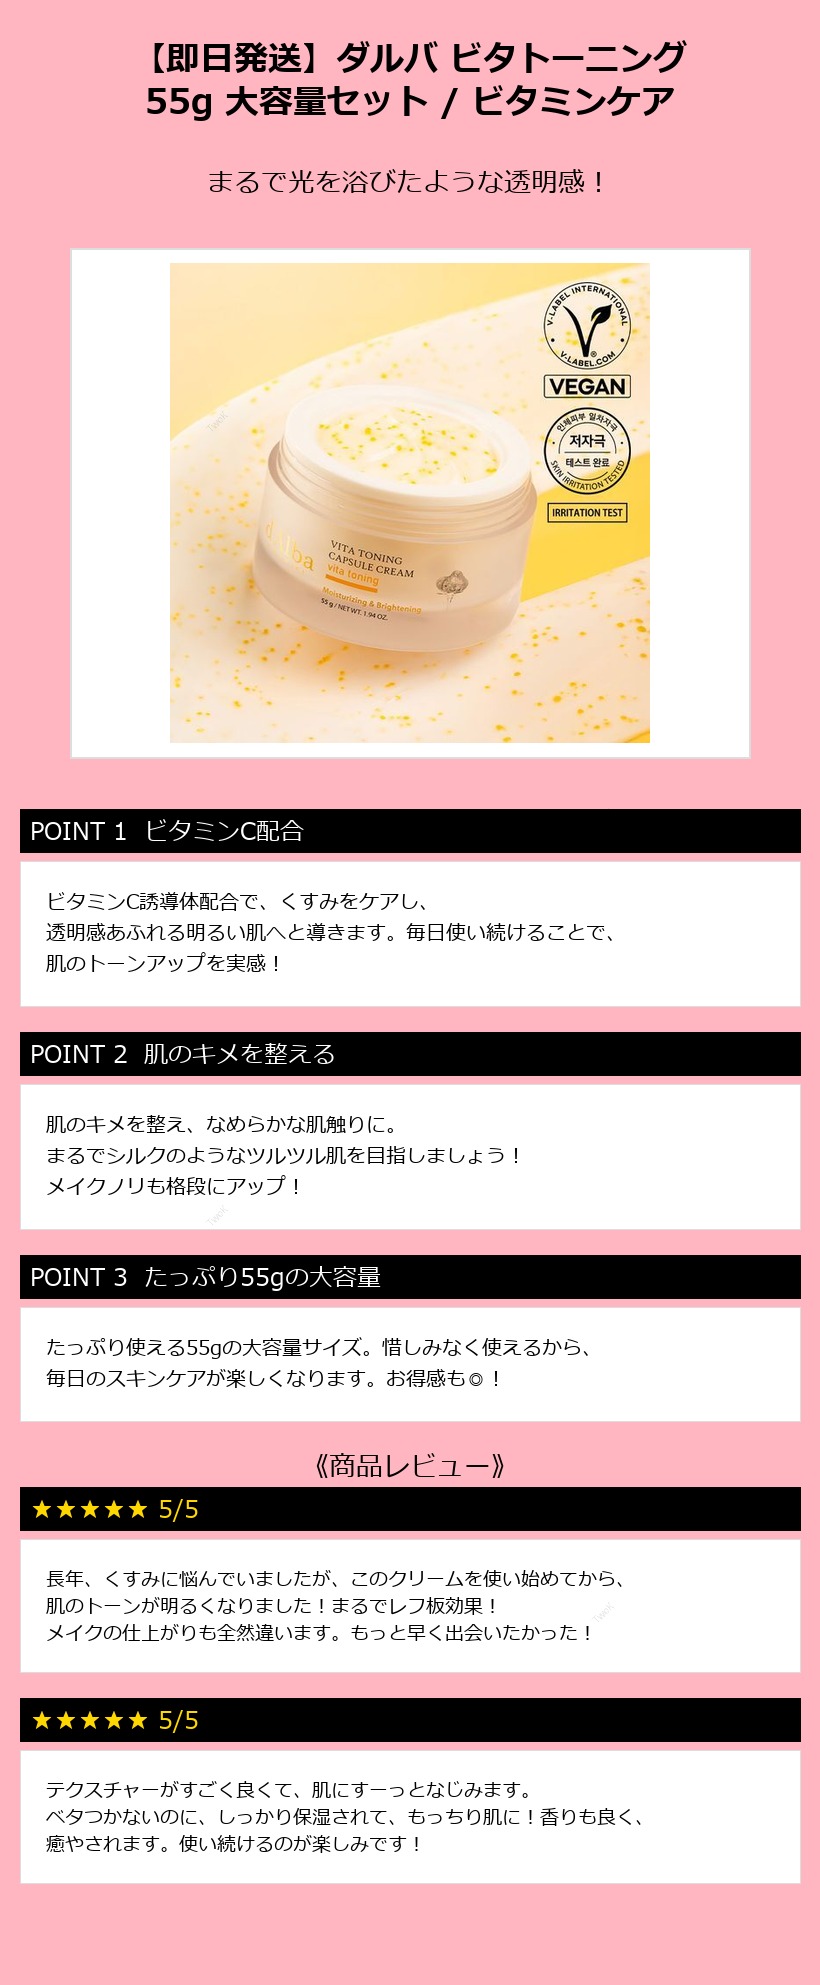 【即日発送】ダルバ ビタトーニング
55g 大容量セット / ビタミンケア
まるで光を浴びたような透明感！
V-LABEL INTERNATIONAL
V-LABEL.COM
VEGAN
인체피부 일차자극
저자극
테스트 완료
SKIN IRRITATION TESTED
IRRITATION TEST
d'Alba
VITA TONING
CAPSULE CREAM
vita toning
Moisturizing & Brightening
55 g / NET WT. 1.94 OZ.
POINT 1 ビタミンC配合
ビタミンC誘導体配合で、くすみをケアし、
透明感あふれる明るい肌へと導きます。毎日使い続けることで、
肌のトーンアップを実感！
POINT 2 肌のキメを整える
肌のキメを整え、なめらかな肌触りに。
まるでシルクのようなツルツル肌を目指しましょう！
メイクノリも格段にアップ！
POINT 3 たっぷり55gの大容量
たっぷり使える55gの大容量サイズ。惜しみなく使えるから、
毎日のスキンケアが楽しくなります。お得感も◎！
《商品レビュー》
★★★★★ 5/5
長年、くすみに悩んでいましたが、このクリームを使い始めてから、
肌のトーンが明るくなりました！まるでレフ板効果！
メイクの仕上がりも全然違います。もっと早く出会いたかった！
★★★★★ 5/5
テクスチャーがすごく良くて、肌にすーっとなじみます。
ベタつかないのに、しっかり保湿されて、もっちり肌に！香りも良く、
癒やされます。使い続けるのが楽しみです！